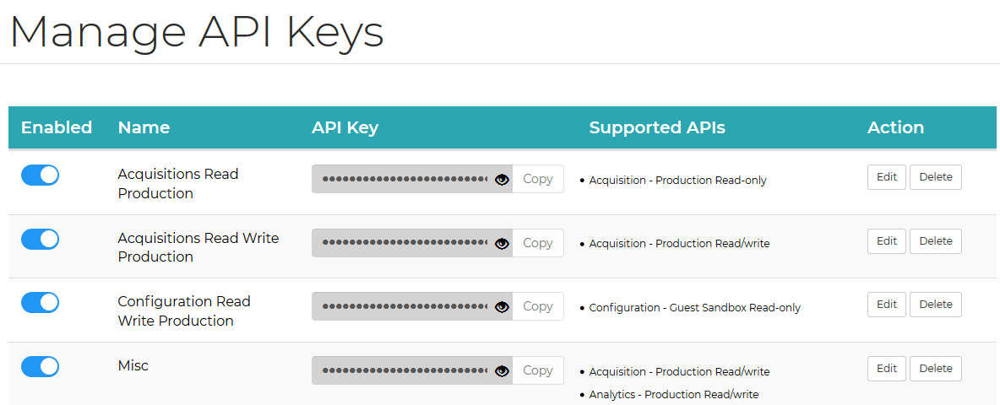 Manage API Keys
Enabled Name API Key Supported APIs Action
Acquisitions Read
Production
Copy
• Acquisition - Production Read-only
Edit Delete
Acquisitions Read Write
Production
Copy
• Acquisition - Production Read/write
Edit Delete
Configuration Read
Write Production
Copy
• Configuration - Guest Sandbox Read-only
Edit Delete
Misc
Copy
• Acquisition - Production Read/write
• Analytics - Production Read/write
Edit Delete